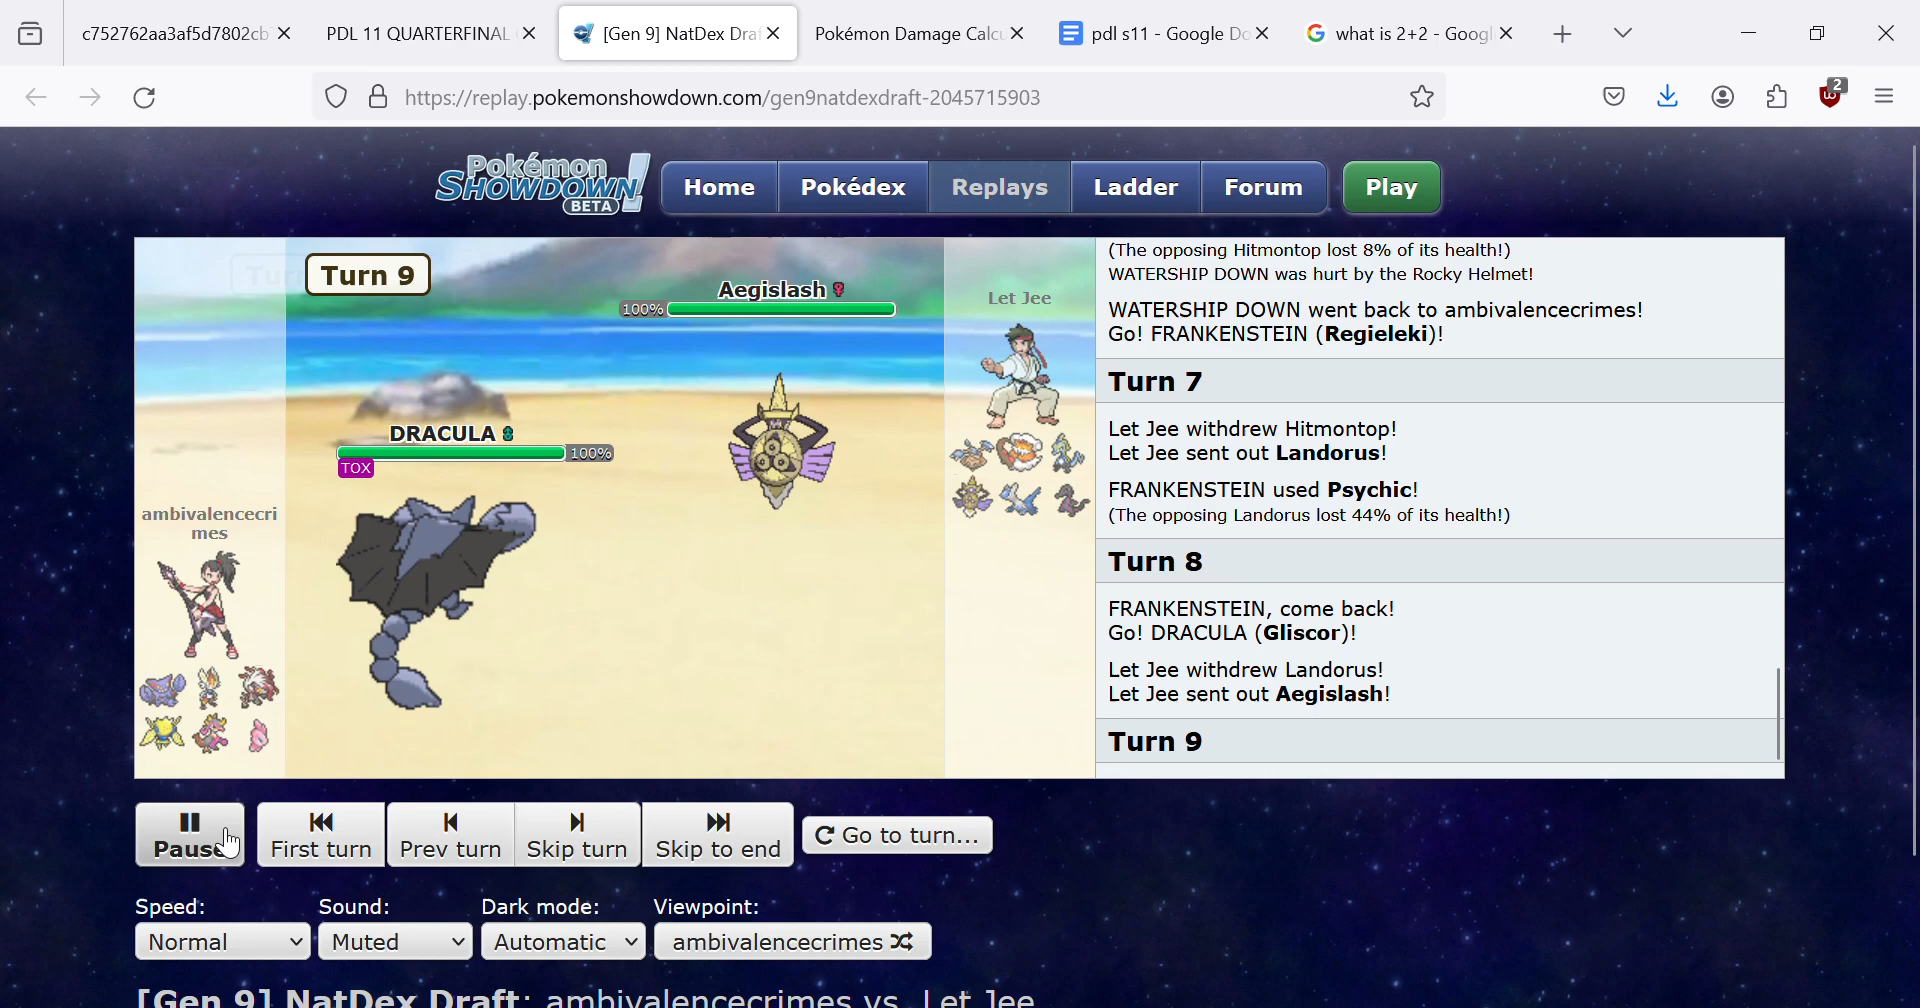 c752762aa3af5d7802cb
PDL 11 QUARTERFINAL
[Gen 9] NatDex Dra
Pokémon Damage Calcu
pdl s11 - Google Do
what is 2+2 - Googl
https://replay.pokemonshowdown.com/gen9natdexdraft-2045715903
2
Pokémon
SHOWDOWN!
BETA
Home
Pokédex
Replays
Ladder
Forum
Play
Turn 9
Aegislash
100%
DRACULA
100%
TOX
ambivalencecri
mes
Let Jee
(The opposing Hitmontop lost 8% of its health!)
WATERSHIP DOWN was hurt by the Rocky Helmet!
WATERSHIP DOWN went back to ambivalencecrimes!
Go! FRANKENSTEIN (Regieleki)!
Turn 7
Let Jee withdrew Hitmontop!
Let Jee sent out Landorus!
FRANKENSTEIN used Psychic!
(The opposing Landorus lost 44% of its health!)
Turn 8
FRANKENSTEIN, come back!
Go! DRACULA (Gliscor)!
Let Jee withdrew Landorus!
Let Jee sent out Aegislash!
Turn 9
Pause
First turn
Prev turn
Skip turn
Skip to end
Go to turn...
Speed:
Sound:
Dark mode:
Viewpoint:
Normal
Muted
Automatic
ambivalencecrimes
[Gen 9] NatDex Draft: ambivalencecrimes vs. Let Jee